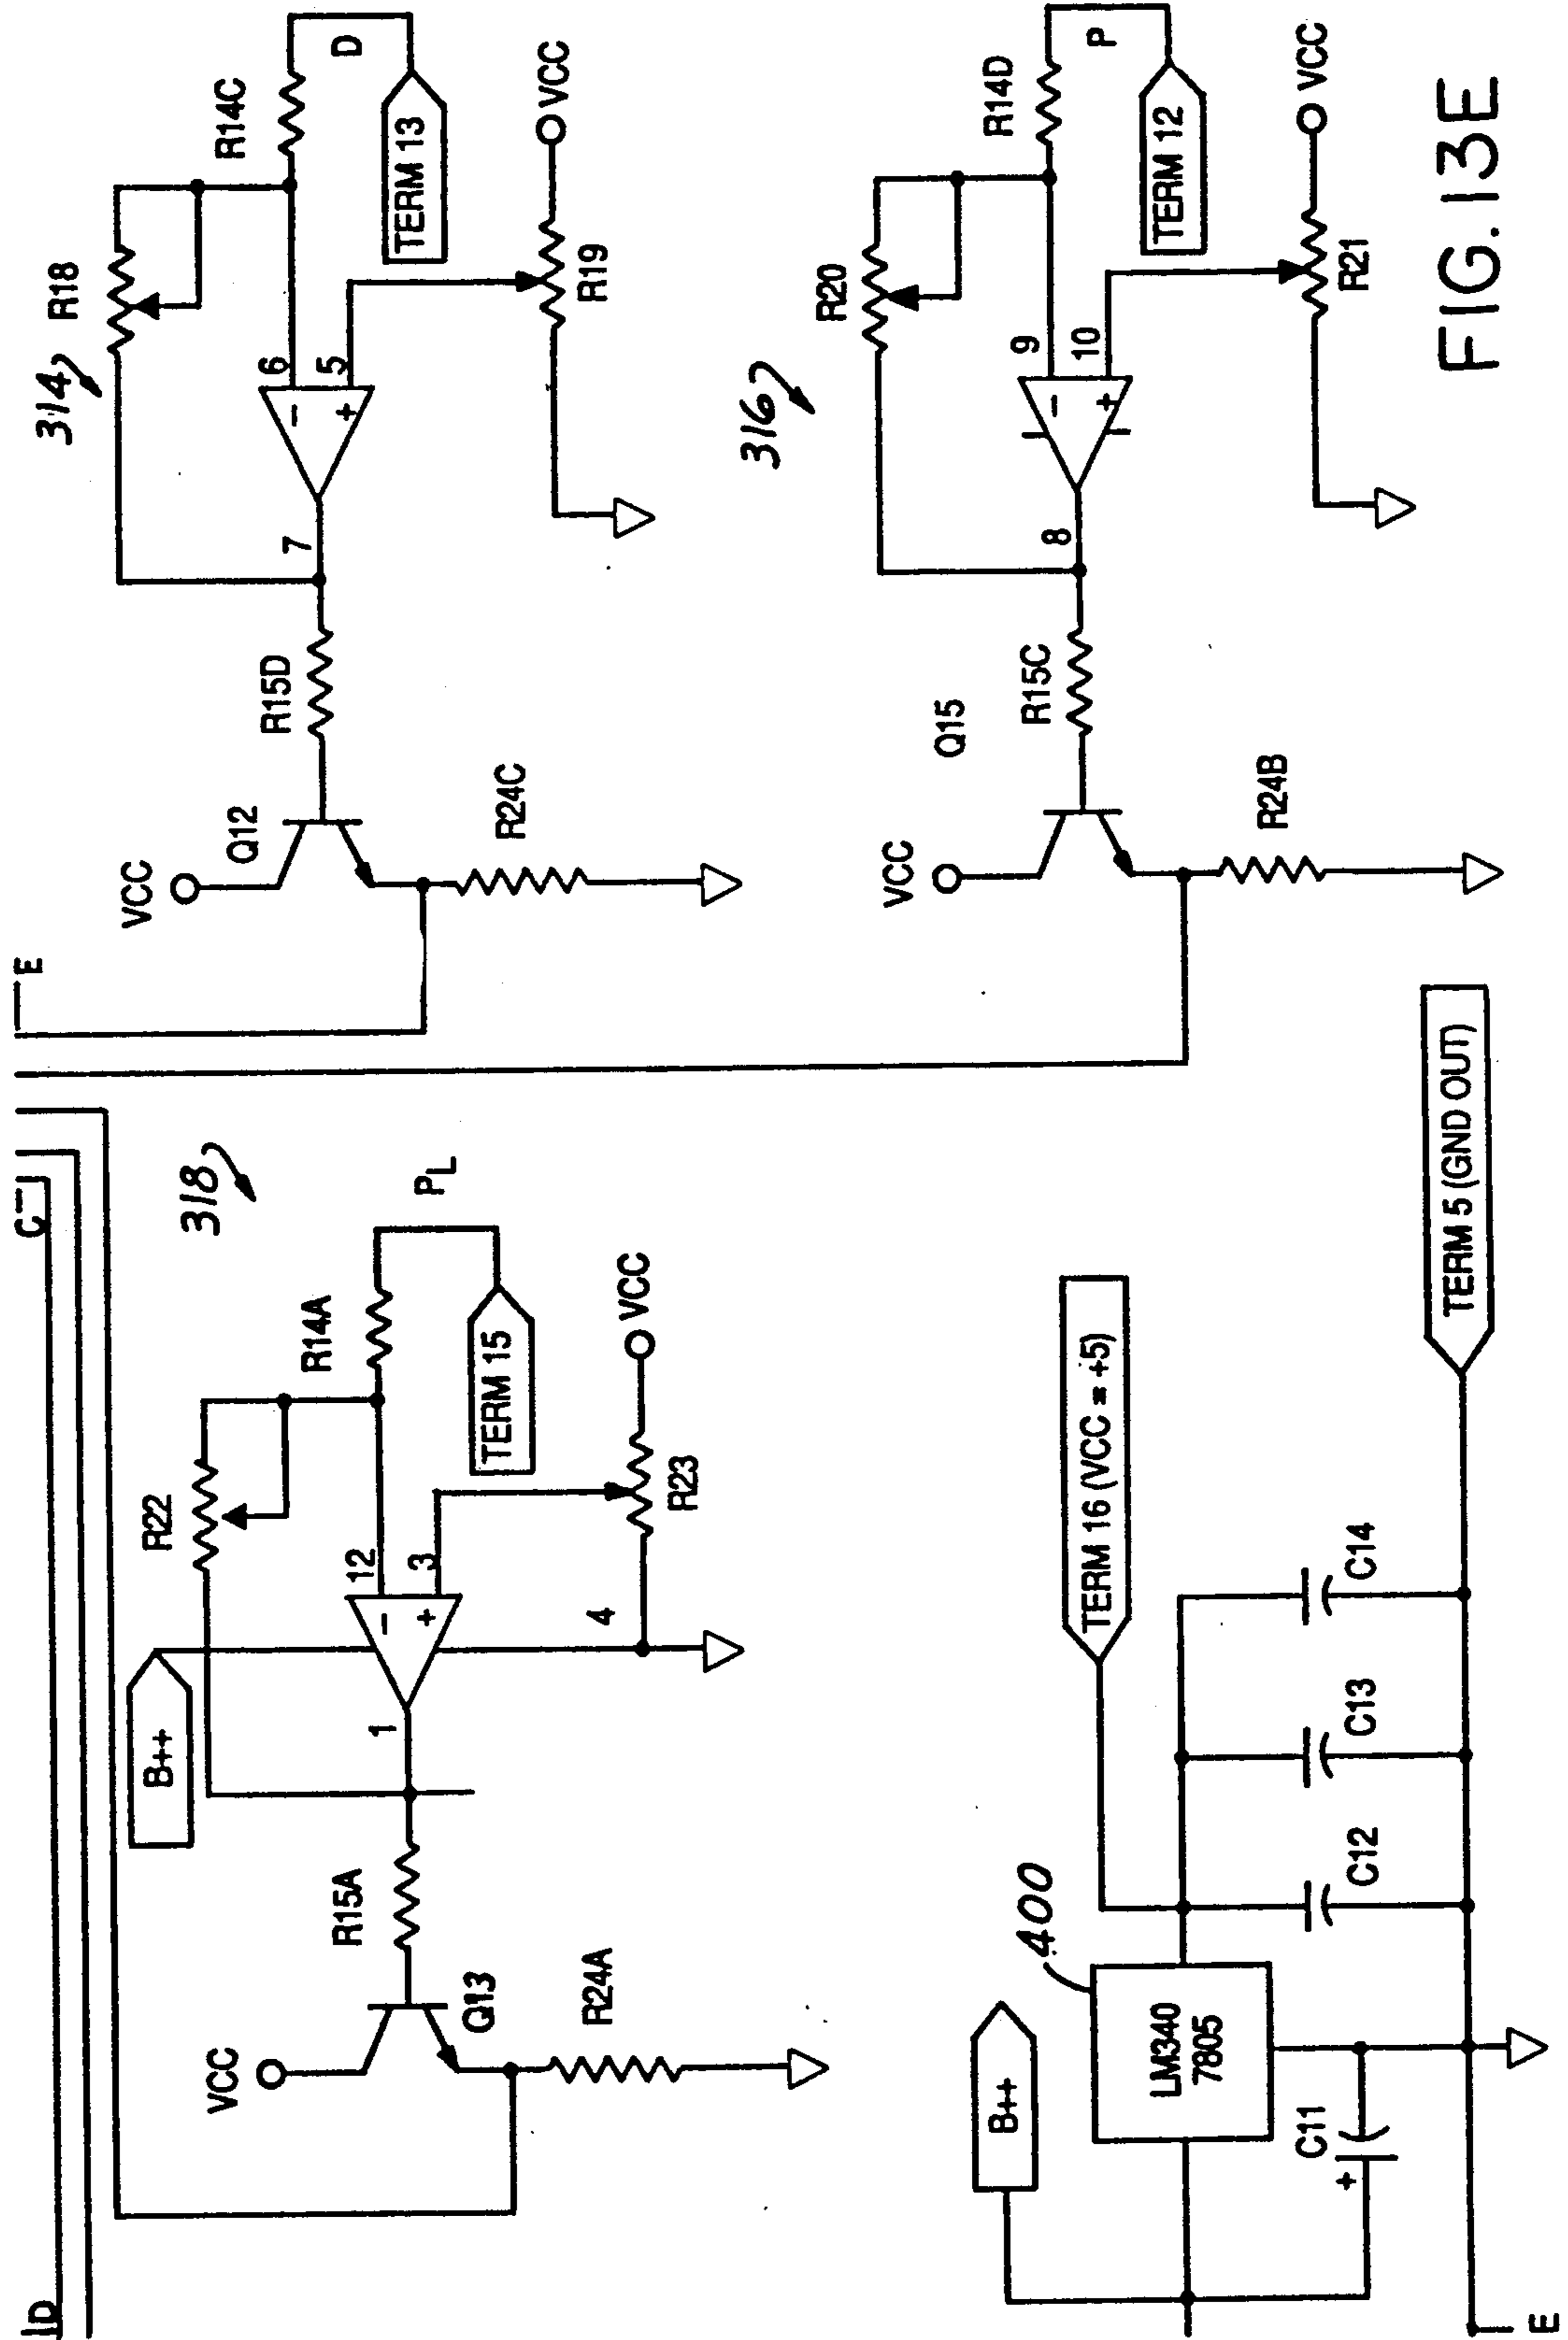 E
C
D
314
R18
R14C
D
TERM 13
6
5
7
VCC
R19
R15D
Q12
VCC
R24C
316
R20
R14D
P
TERM 12
9
10
8
VCC
R21
R15C
Q15
VCC
R24B
318
R22
R14A
PL
TERM 15
12
3
4
1
B++
VCC
R23
R15A
Q13
VCC
R24A
B++
400
LM340
7805
C11
+
TERM 16 (VCC = +5)
C12
C13
C14
TERM 5 (GND OUT)
E
FIG. 13E